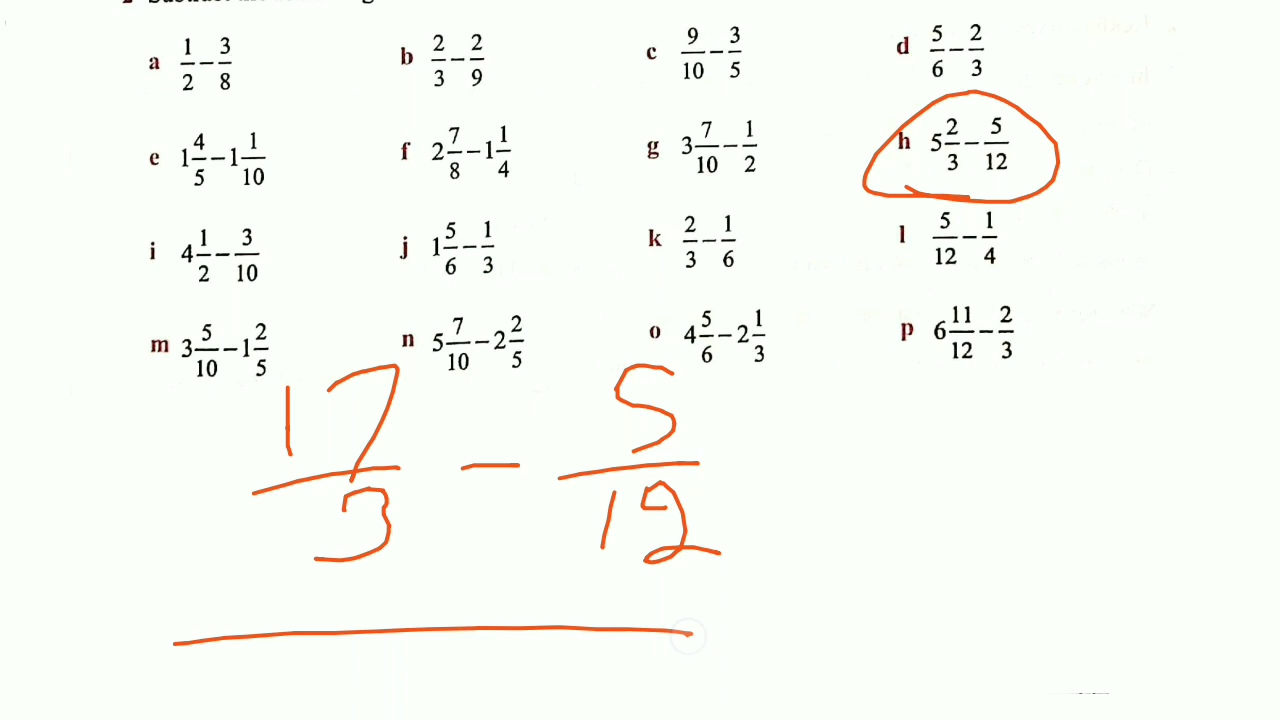 a 1/2 − 3/8 b 2/3 − 2/9 c 9/10 − 3/5 d 5/6 − 2/3
e 1 4/5 − 1 1/10 f 2 7/8 − 1 1/4 g 3 7/10 − 1/2 h 5 2/3 − 5/12
i 4 1/2 − 3/10 j 1 5/6 − 1/3 k 2/3 − 1/6 l 5/12 − 1/4
m 3 5/10 − 1 2/5 n 5 7/10 − 2 2/5 o 4 5/6 − 2 1/3 p 6 11/12 − 2/3
17/3 − 5/12